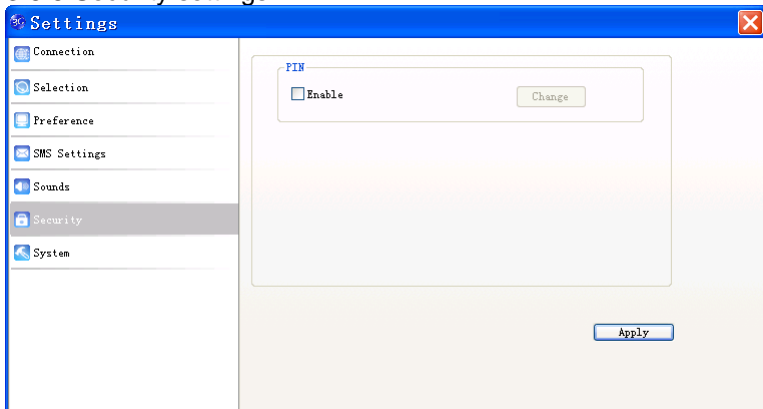 Settings
Connection
Selection
Preference
SMS Settings
Sounds
Security
System
PIN
Enable
Change
Apply